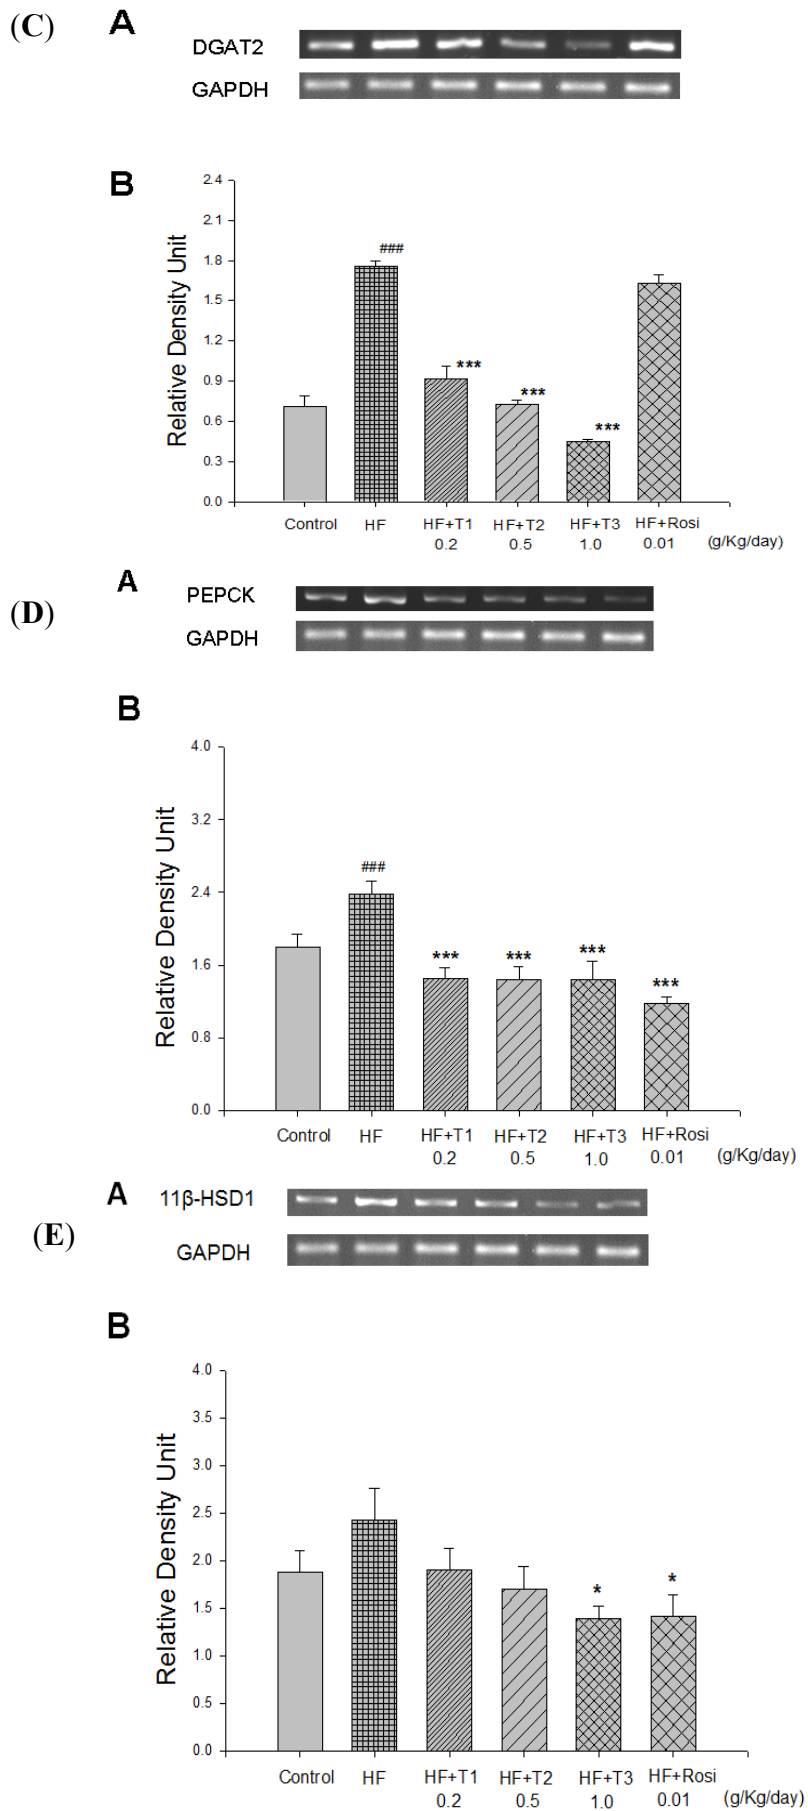 (C) A
DGAT2
GAPDH
B
Relative Density Unit
2.4
2.1
1.8
1.5
1.2
0.9
0.6
0.3
0.0
###
***
***
***
Control HF HF+T1 HF+T2 HF+T3 HF+Rosi
0.2 0.5 1.0 0.01 (g/Kg/day)
(D) A
PEPCK
GAPDH
B
Relative Density Unit
4.0
3.2
2.4
1.6
0.8
0.0
###
*** *** *** ***
Control HF HF+T1 HF+T2 HF+T3 HF+Rosi
0.2 0.5 1.0 0.01 (g/Kg/day)
(E) A
11β-HSD1
GAPDH
B
Relative Density Unit
4.0
3.5
3.0
2.5
2.0
1.5
1.0
0.5
0.0
* *
Control HF HF+T1 HF+T2 HF+T3 HF+Rosi
0.2 0.5 1.0 0.01 (g/Kg/day)